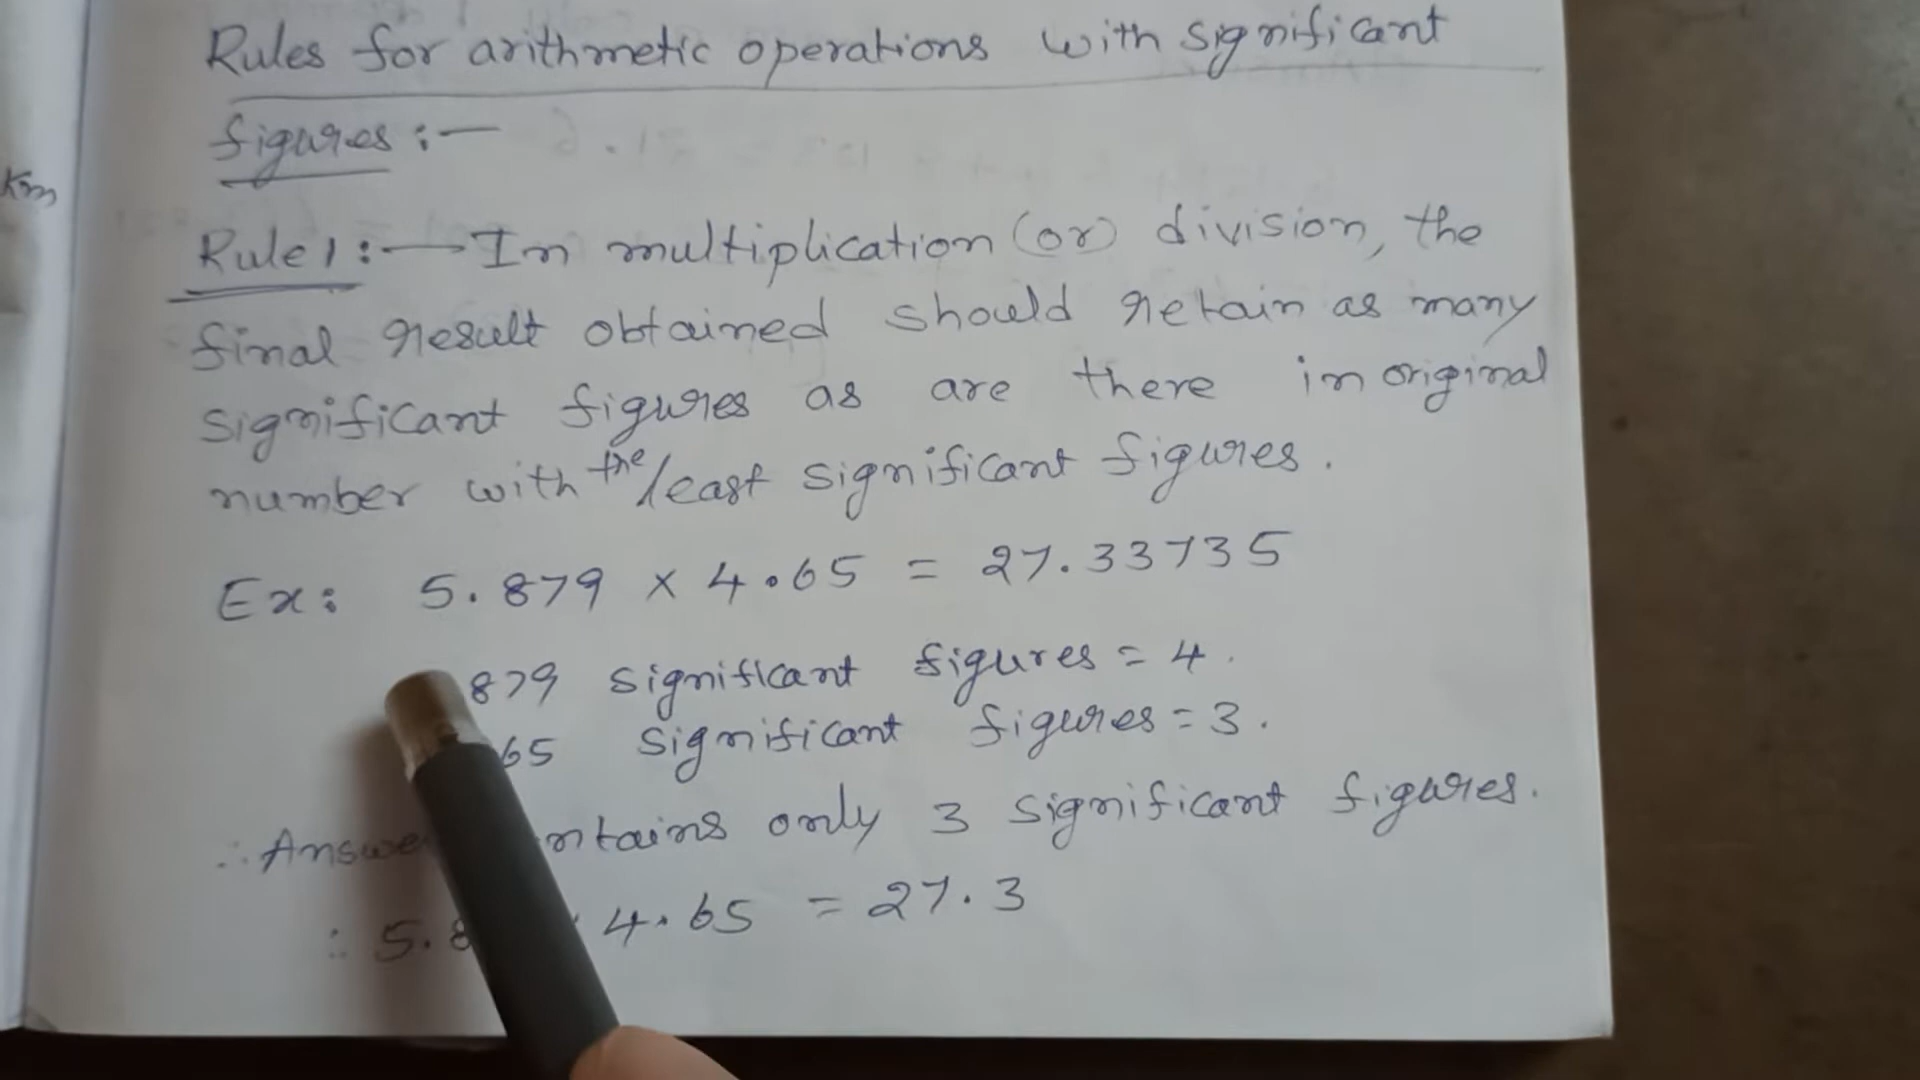 Km
Rules for arithmetic operations with significant
figures :—
Rule 1 :— In multiplication (or) division, the
final result obtained should retain as many
significant figures as are there in original
number with the least significant figures.
Ex: 5.879 × 4.65 = 27.33735
879 significant figures = 4.
65 significant figures = 3.
∴ Answe ntains only 3 significant figures.
∴ 5.8 4.65 = 27.3